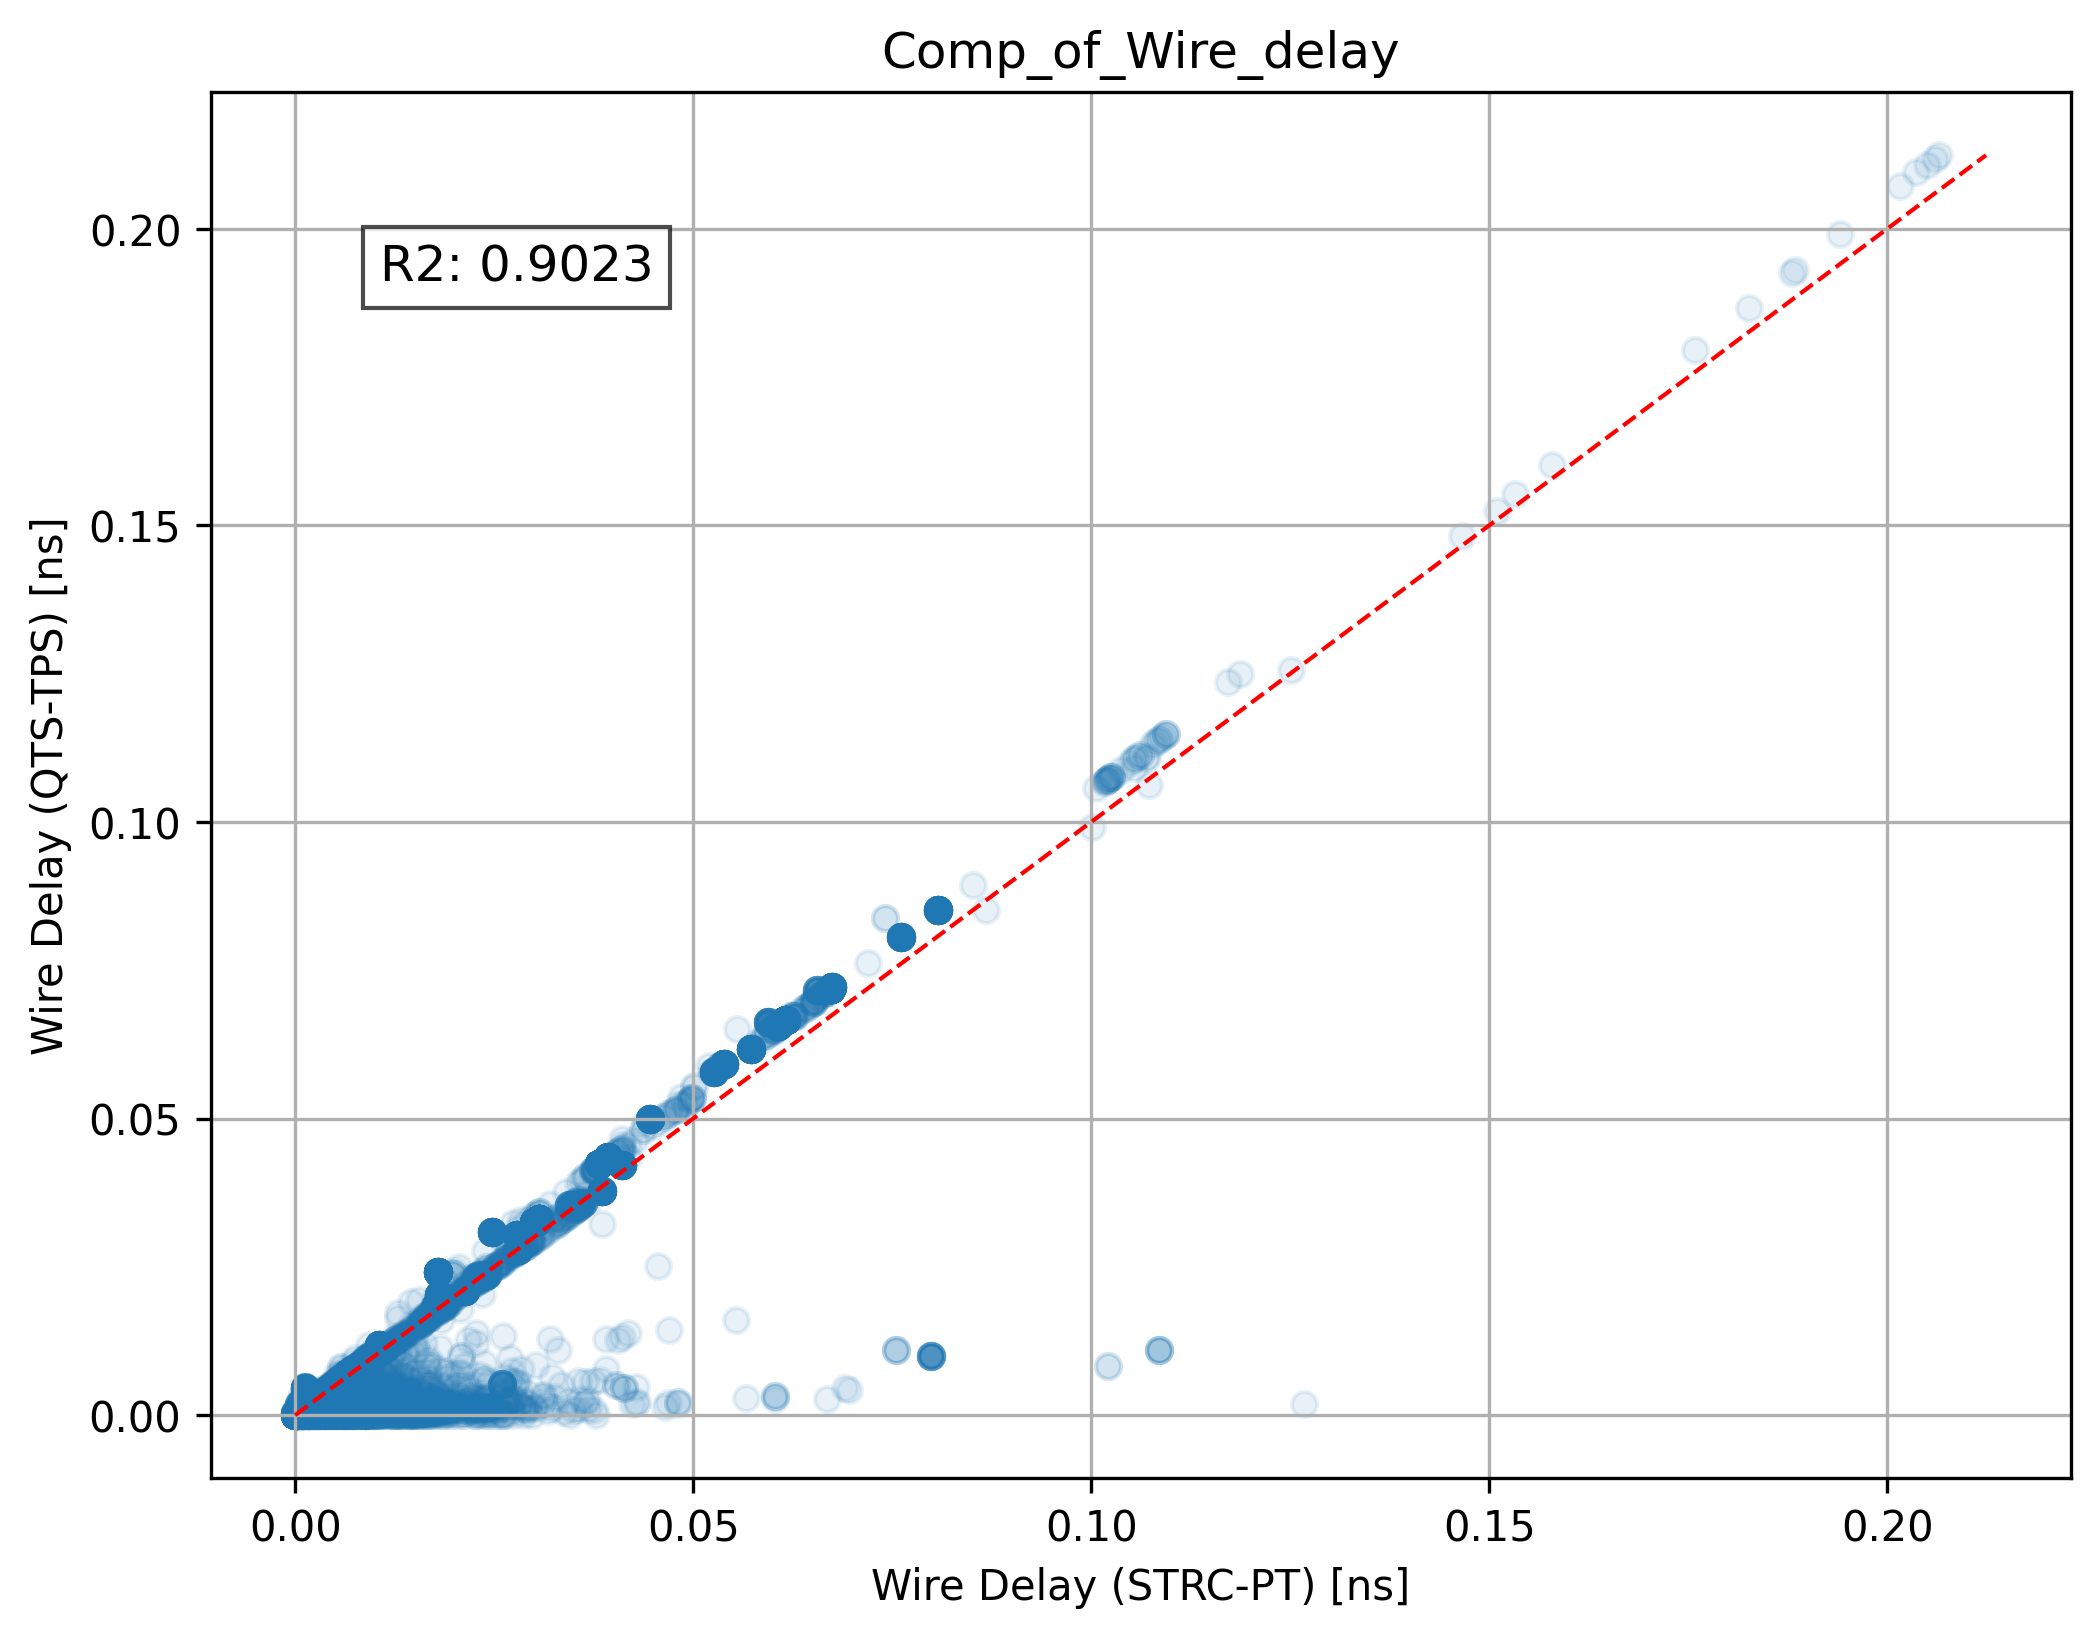 Comp_of_Wire_delay
R2: 0.9023
Wire Delay (QTS-TPS) [ns]
0.20
0.15
0.10
0.05
0.00
0.00 0.05 0.10 0.15 0.20
Wire Delay (STRC-PT) [ns]